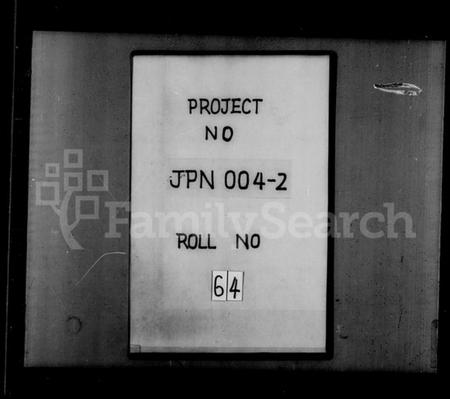 PROJECT
NO
JPN 004-2
FamilySearch
ROLL NO
64